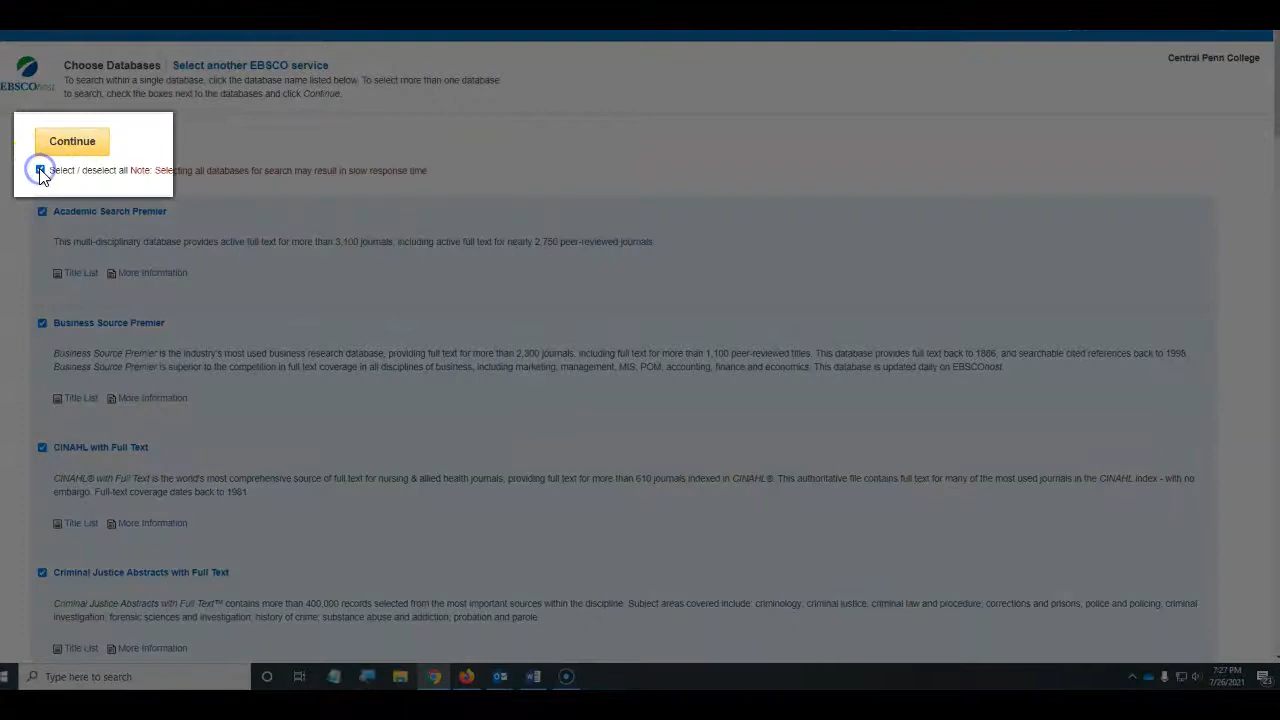 Choose Databases Select another EBSCO service
Central Penn College
To search within a single database, click the database name listed below. To select more than one database
to search, check the boxes next to the databases and click Continue.
EBSCOhost
Continue
Select / deselect all Note: Selecting all databases for search may result in slow response time
Academic Search Premier
This multi-disciplinary database provides active full text for more than 3,100 journals, including active full text for nearly 2,750 peer-reviewed journals.
Title List More Information
Business Source Premier
Business Source Premier is the industry's most used business research database, providing full text for more than 2,300 journals, including full text for more than 1,100 peer-reviewed titles. This database provides full text back to 1886, and searchable cited references back to 1998.
Business Source Premier is superior to the competition in full text coverage in all disciplines of business, including marketing, management, MIS, POM, accounting, finance and economics. This database is updated daily on EBSCOhost.
Title List More Information
CINAHL with Full Text
CINAHL® with Full Text is the world's most comprehensive source of full text for nursing & allied health journals, providing full text for more than 610 journals indexed in CINAHL®. This authoritative file contains full text for many of the most used journals in the CINAHL index - with no
embargo. Full-text coverage dates back to 1981.
Title List More Information
Criminal Justice Abstracts with Full Text
Criminal Justice Abstracts with Full Text™ contains more than 400,000 records selected from the most important sources within the discipline. Subject areas covered include: criminology; criminal justice; criminal law and procedure; corrections and prisons; police and policing; criminal
investigation; forensic sciences and investigation; history of crime; substance abuse and addiction; probation and parole.
Title List More Information
Type here to search
7:27 PM
7/26/2021
23